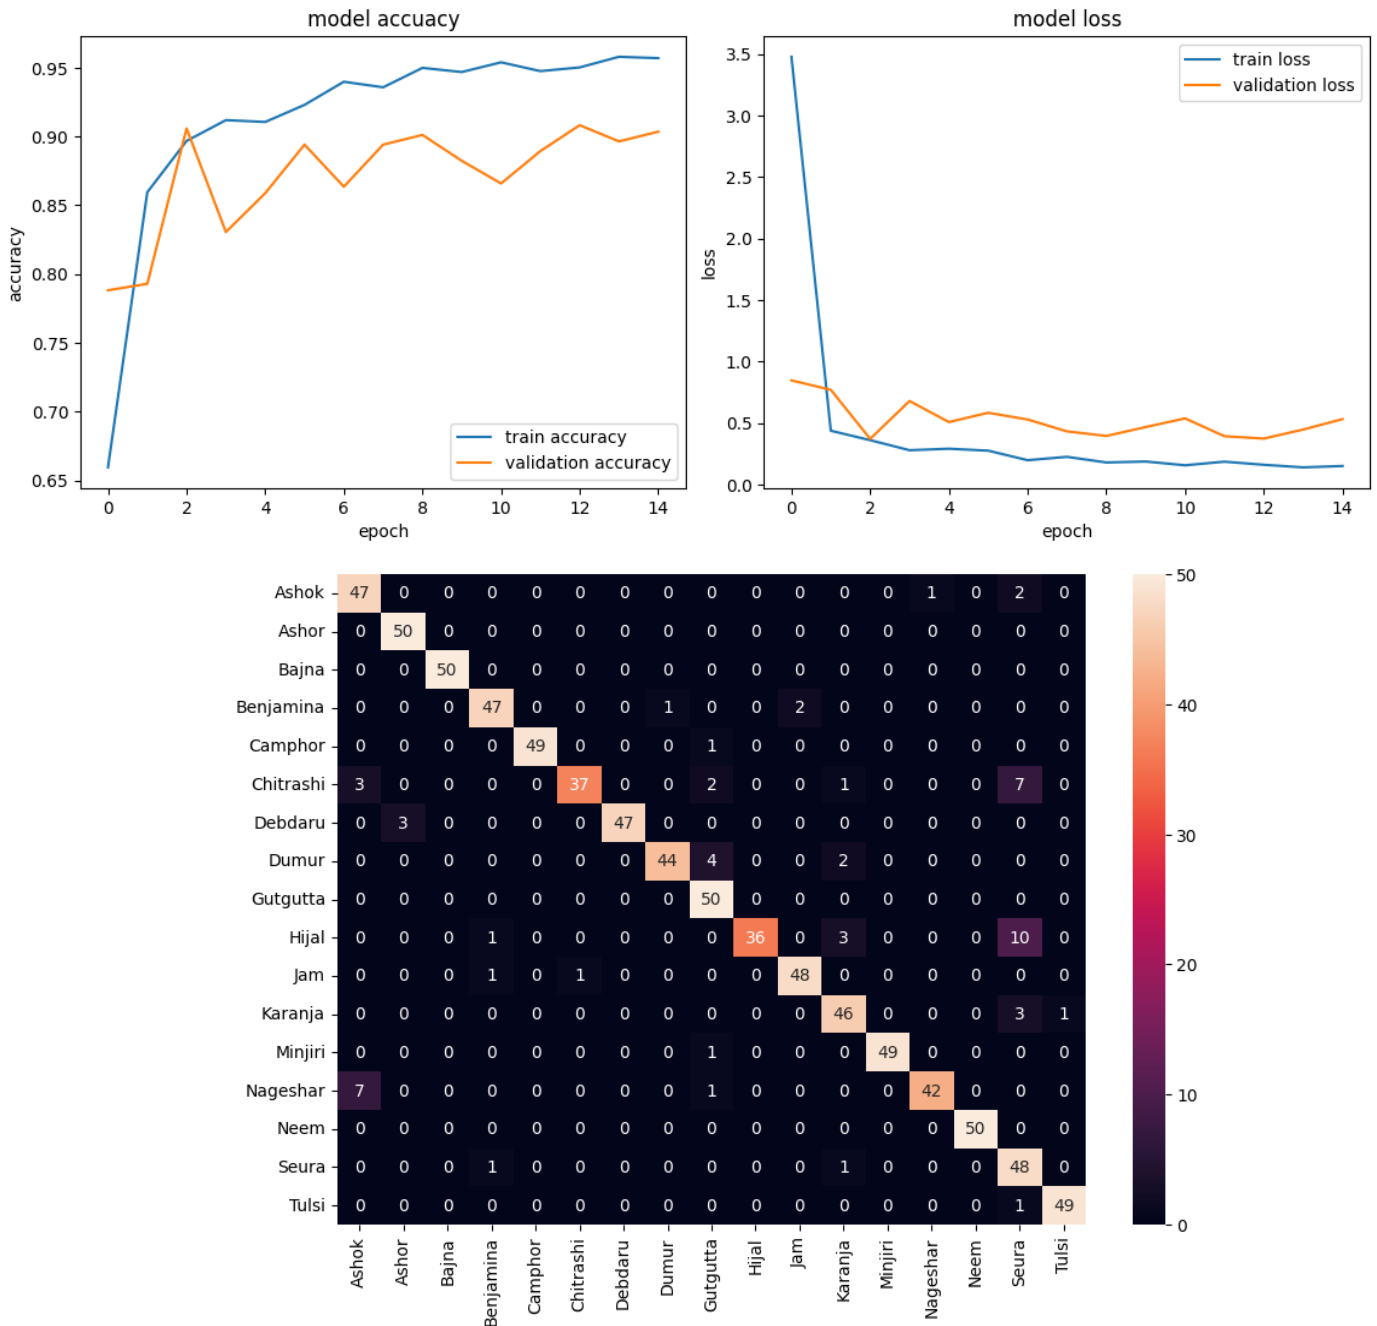 model accuacy
model loss
0.95
0.90
0.85
0.80
0.75
0.70
0.65
accuracy
train accuracy
validation accuracy
0 2 4 6 8 10 12 14
epoch
3.5
3.0
2.5
2.0
1.5
1.0
0.5
0.0
loss
train loss
validation loss
0 2 4 6 8 10 12 14
epoch
Ashok 47 0 0 0 0 0 0 0 0 0 0 0 0 1 0 2 0
Ashor 0 50 0 0 0 0 0 0 0 0 0 0 0 0 0 0 0
Bajna 0 0 50 0 0 0 0 0 0 0 0 0 0 0 0 0 0
Benjamina 0 0 0 47 0 0 0 1 0 0 2 0 0 0 0 0 0
Camphor 0 0 0 0 49 0 0 0 1 0 0 0 0 0 0 0 0
Chitrashi 3 0 0 0 0 37 0 0 2 0 0 1 0 0 0 7 0
Debdaru 0 3 0 0 0 0 47 0 0 0 0 0 0 0 0 0 0
Dumur 0 0 0 0 0 0 0 44 4 0 0 2 0 0 0 0 0
Gutgutta 0 0 0 0 0 0 0 0 50 0 0 0 0 0 0 0 0
Hijal 0 0 0 1 0 0 0 0 0 36 0 3 0 0 0 10 0
Jam 0 0 0 1 0 1 0 0 0 0 48 0 0 0 0 0 0
Karanja 0 0 0 0 0 0 0 0 0 0 0 46 0 0 0 3 1
Minjiri 0 0 0 0 0 0 0 0 1 0 0 0 49 0 0 0 0
Nageshar 7 0 0 0 0 0 0 0 1 0 0 0 0 42 0 0 0
Neem 0 0 0 0 0 0 0 0 0 0 0 0 0 0 50 0 0
Seura 0 0 0 1 0 0 0 0 0 0 0 1 0 0 0 48 0
Tulsi 0 0 0 0 0 0 0 0 0 0 0 0 0 0 0 1 49
Ashok Ashor Bajna Benjamina Camphor Chitrashi Debdaru Dumur Gutgutta Hijal Jam Karanja Minjiri Nageshar Neem Seura Tulsi
50
40
30
20
10
0